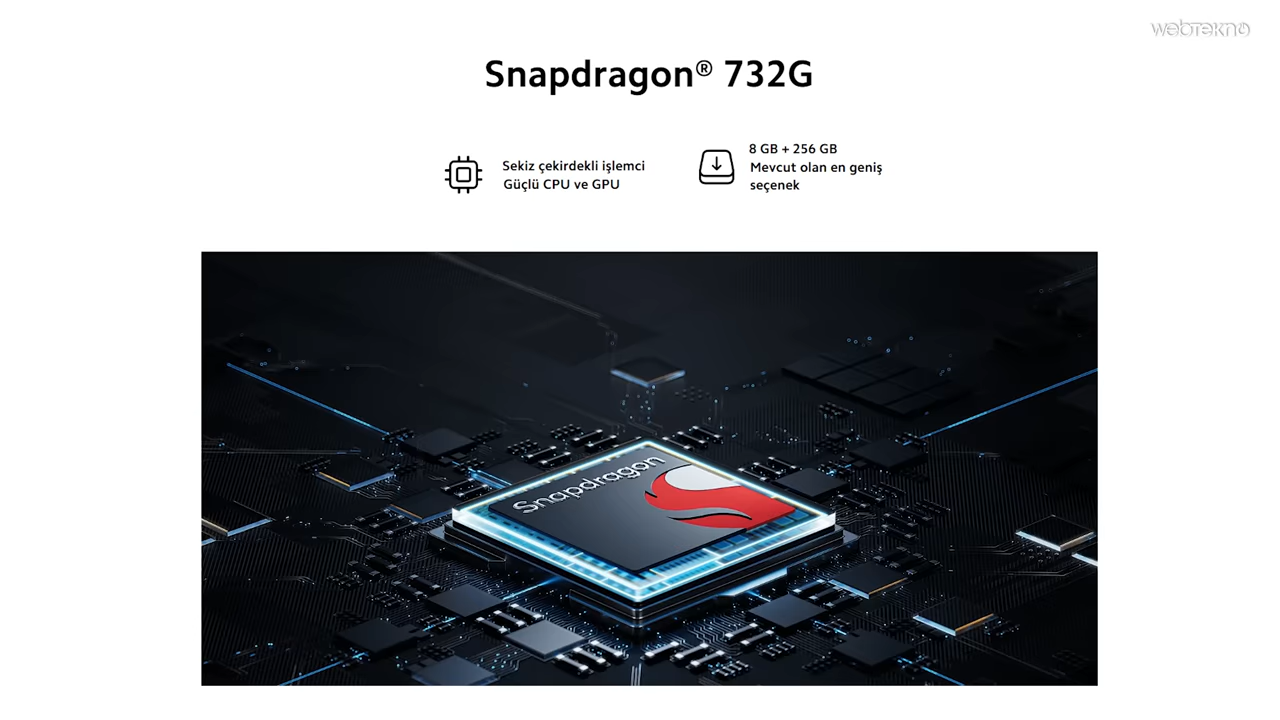 webtekno
Snapdragon® 732G
Sekiz çekirdekli işlemci
Güçlü CPU ve GPU
8 GB + 256 GB
Mevcut olan en geniş
seçenek
Snapdragon